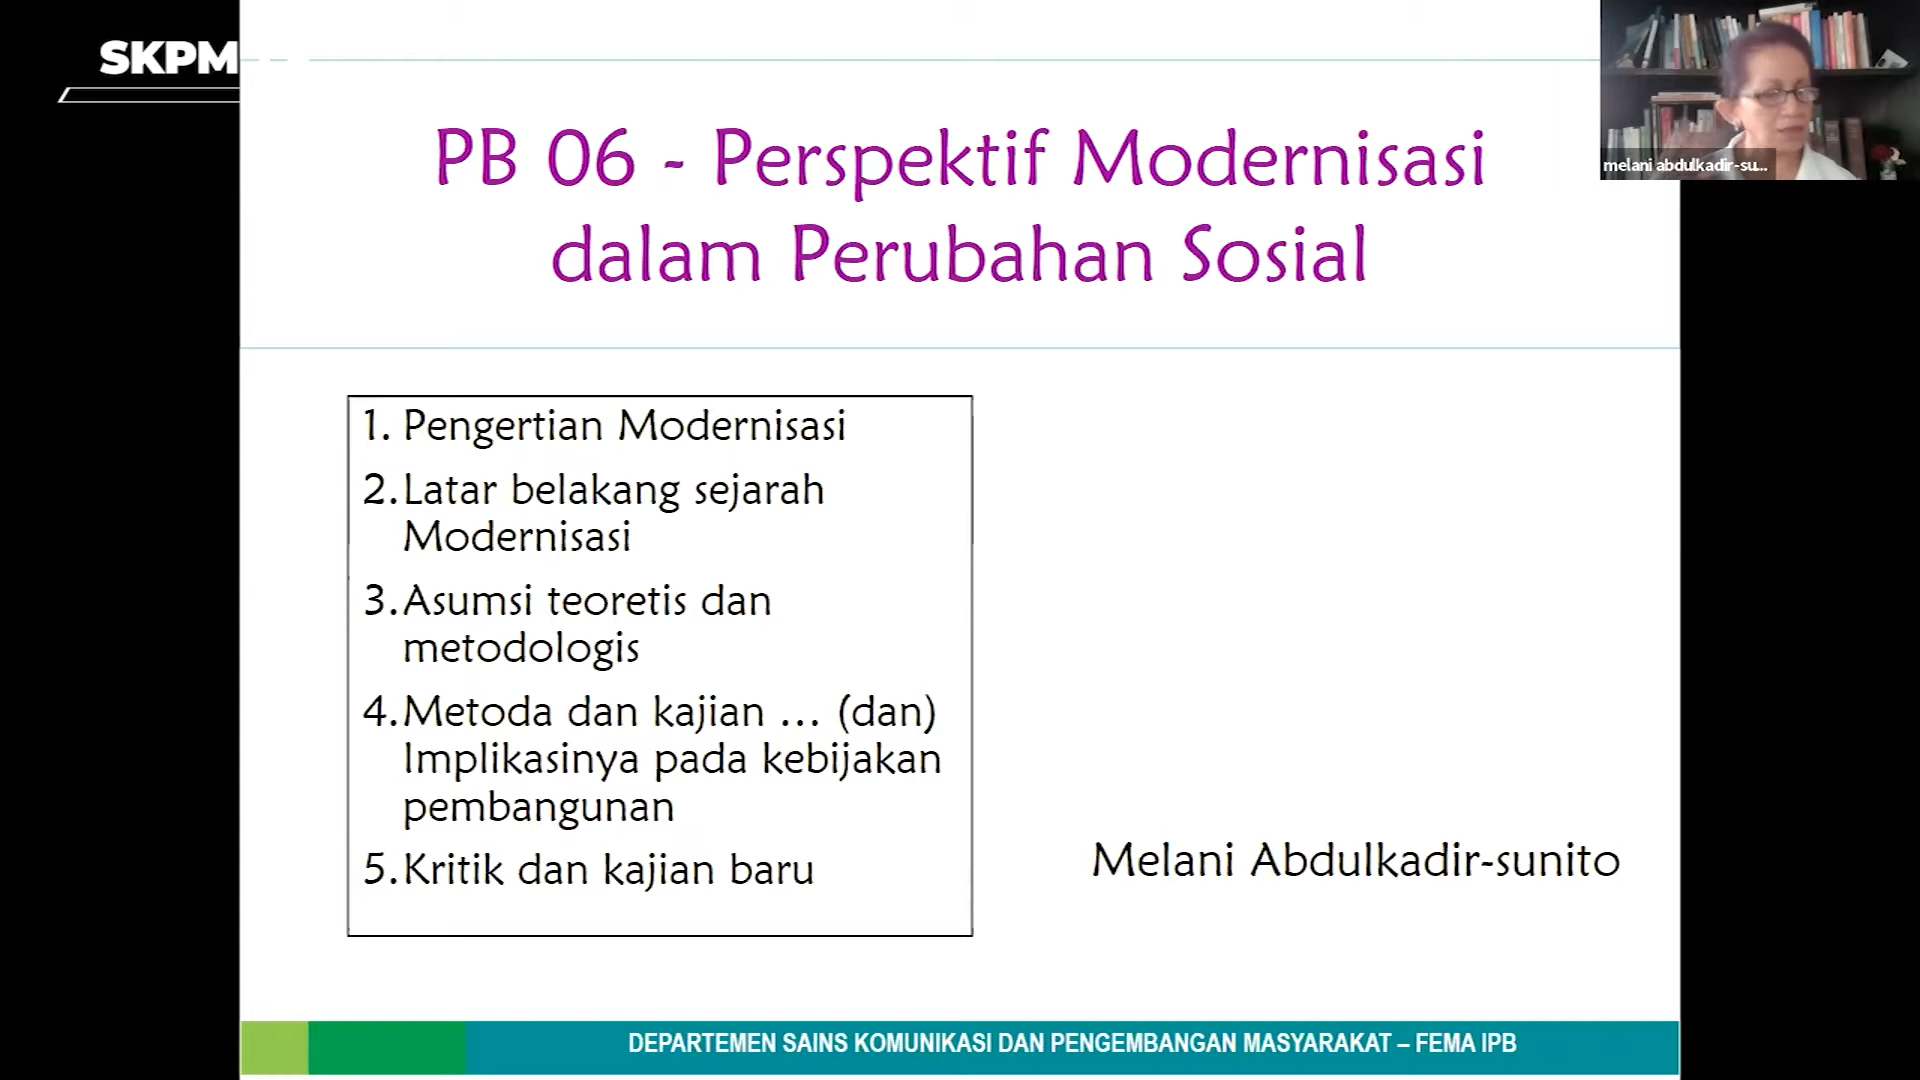 SKPM
melani abdulkadir-su...
PB 06 - Perspektif Modernisasi
dalam Perubahan Sosial
1. Pengertian Modernisasi
2. Latar belakang sejarah
Modernisasi
3. Asumsi teoretis dan
metodologis
4. Metoda dan kajian ... (dan)
Implikasinya pada kebijakan
pembangunan
5. Kritik dan kajian baru
Melani Abdulkadir-sunito
DEPARTEMEN SAINS KOMUNIKASI DAN PENGEMBANGAN MASYARAKAT – FEMA IPB